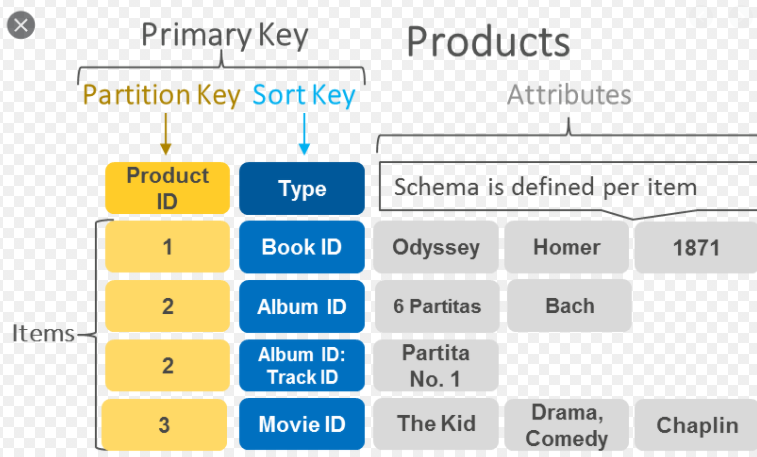 Primary Key
Products
Partition Key Sort Key
Attributes
Product
ID
Type
Schema is defined per item
Items
1
Book ID
Odyssey
Homer
1871
2
Album ID
6 Partitas
Bach
2
Album ID:
Track ID
Partita
No. 1
3
Movie ID
The Kid
Drama,
Comedy
Chaplin